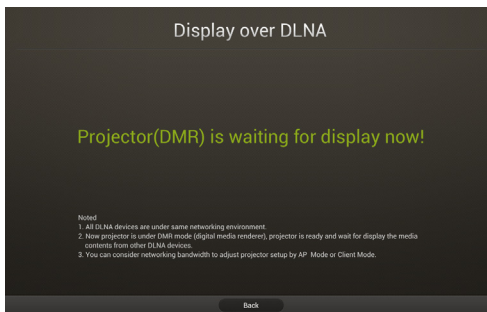 Display over DLNA
Projector(DMR) is waiting for display now!
Noted
1. All DLNA devices are under same networking environment.
2. Now projector is under DMR mode (digital media renderer), projector is ready and wait for display the media
contents from other DLNA devices.
3. You can consider networking bandwidth to adjust projector setup by AP Mode or Client Mode.
Back